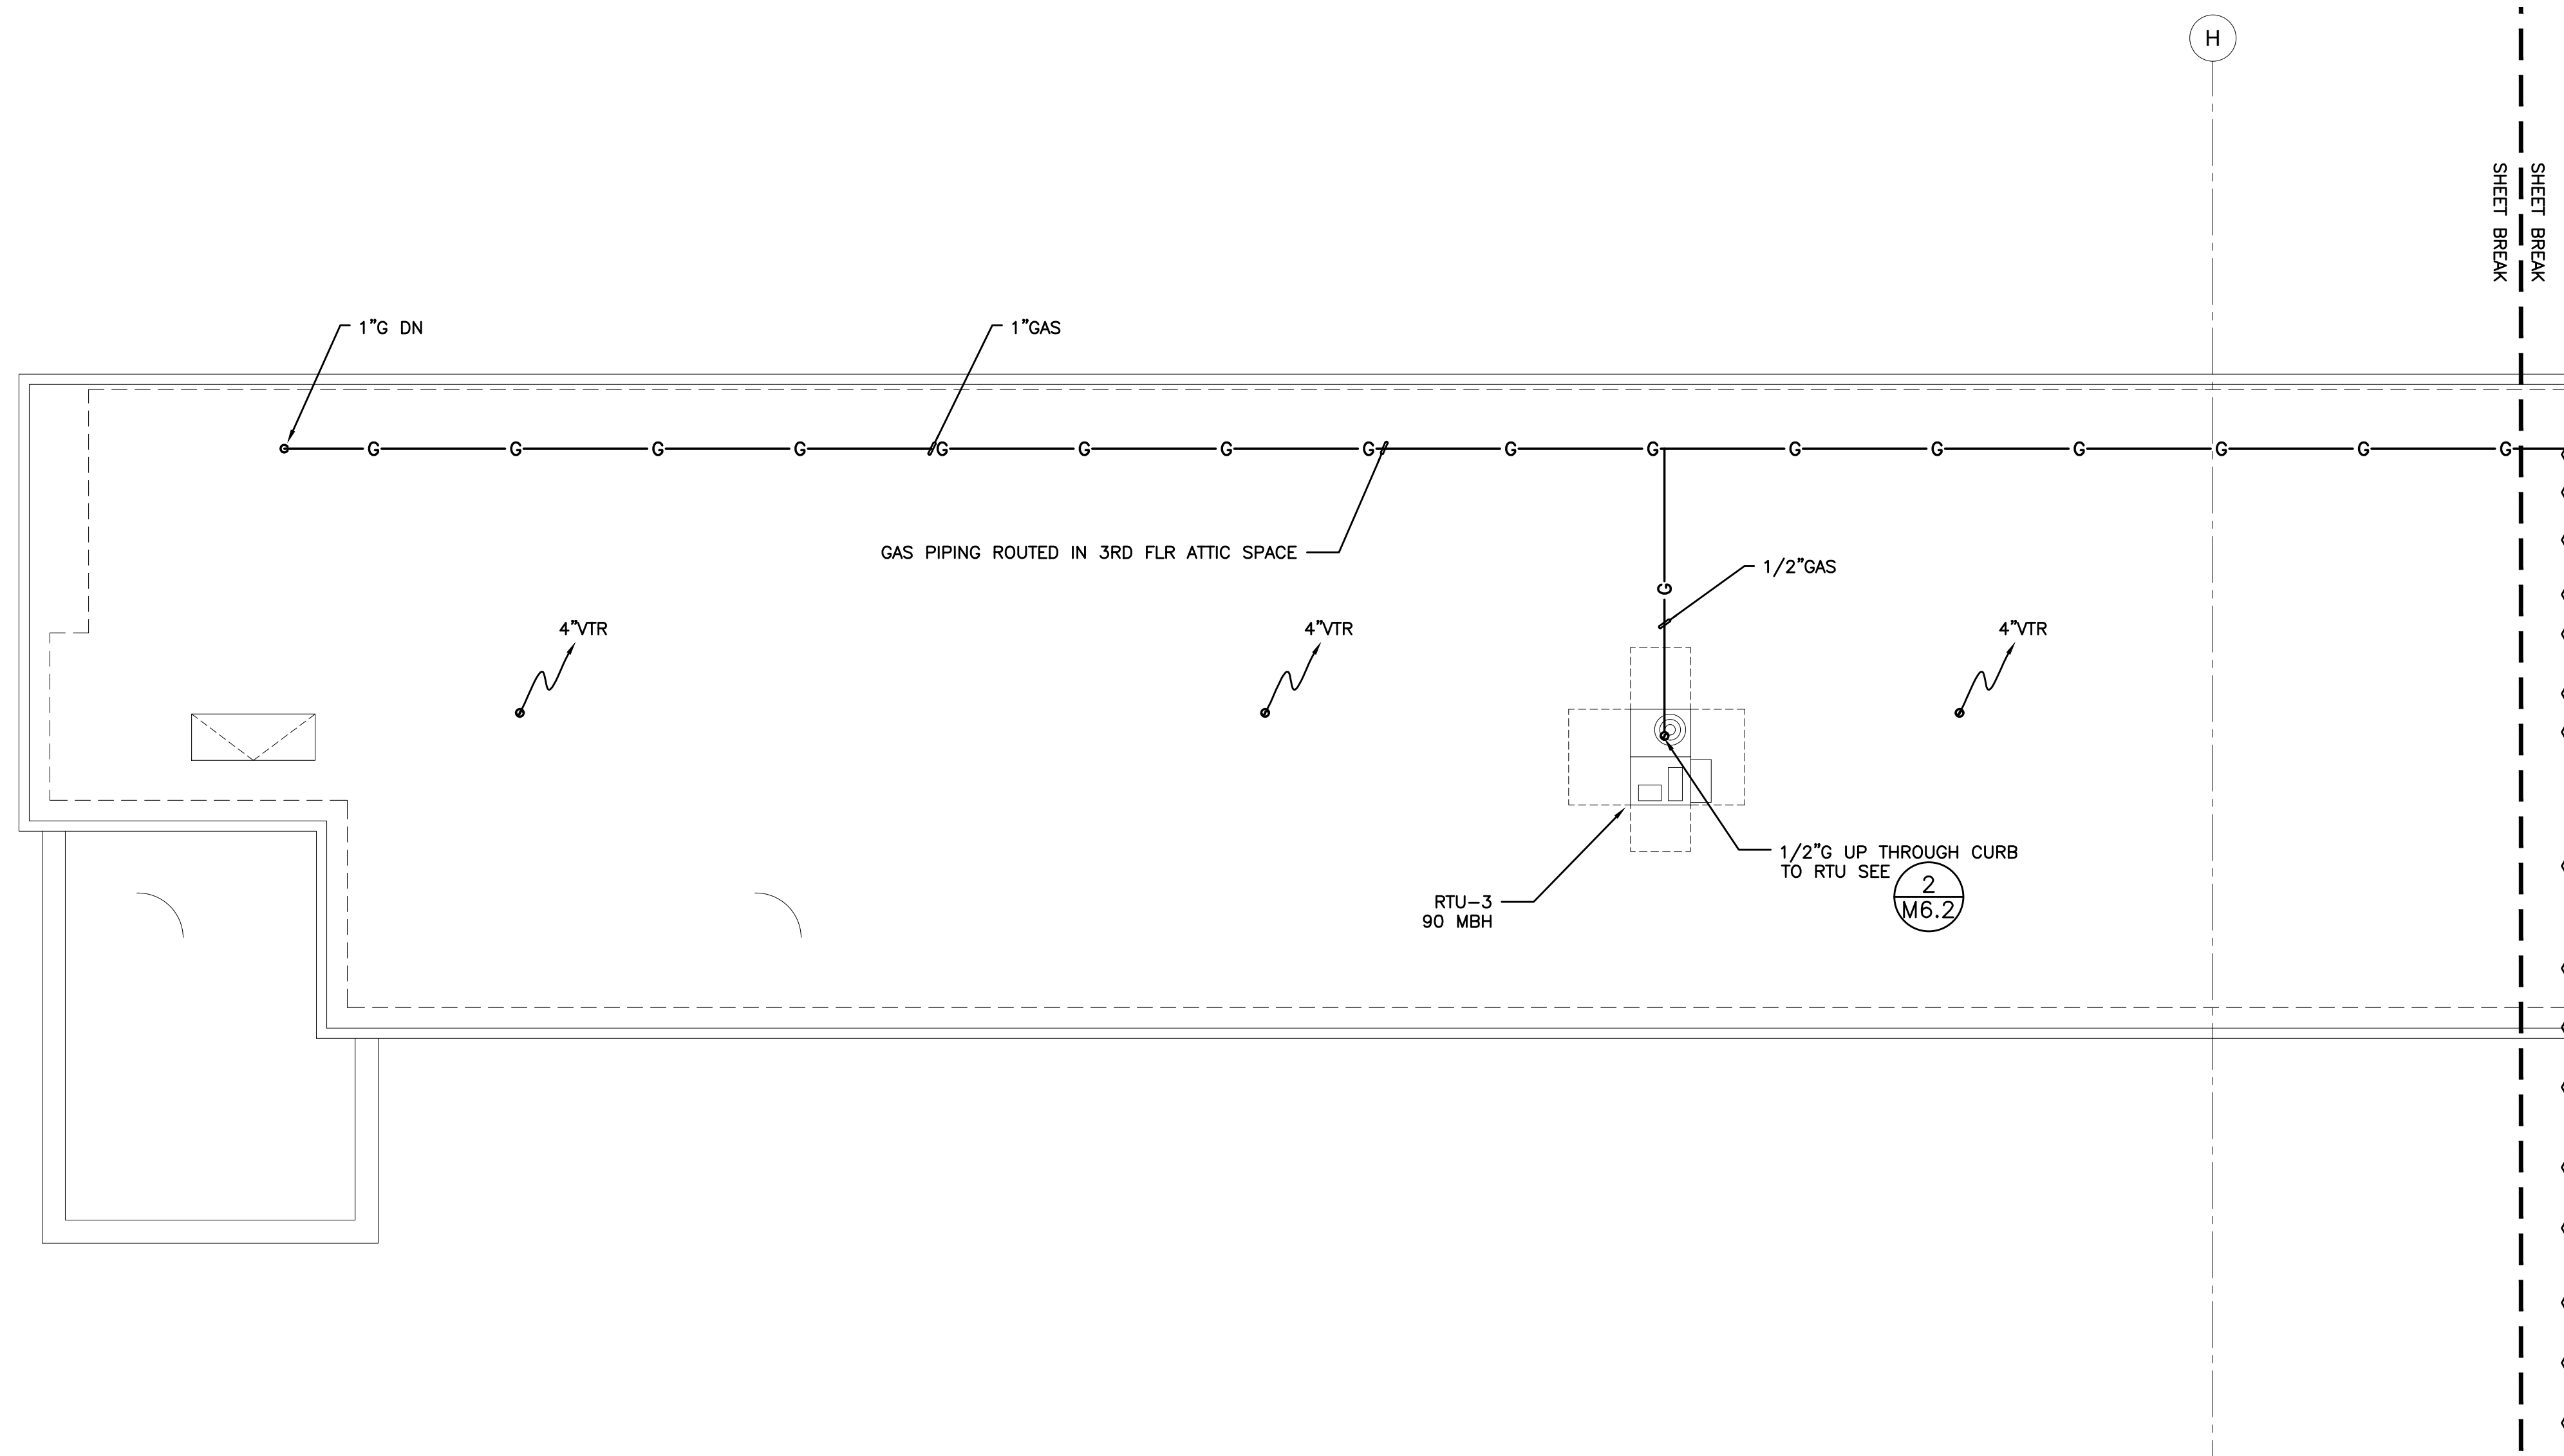 H
SHEET BREAK
SHEET BREAK
1"G DN
1"GAS
G G G G G G G G G G G G G G G G
GAS PIPING ROUTED IN 3RD FLR ATTIC SPACE
1/2"GAS
G
4"VTR
4"VTR
4"VTR
1/2"G UP THROUGH CURB
TO RTU SEE
2
M6.2
RTU-3
90 MBH